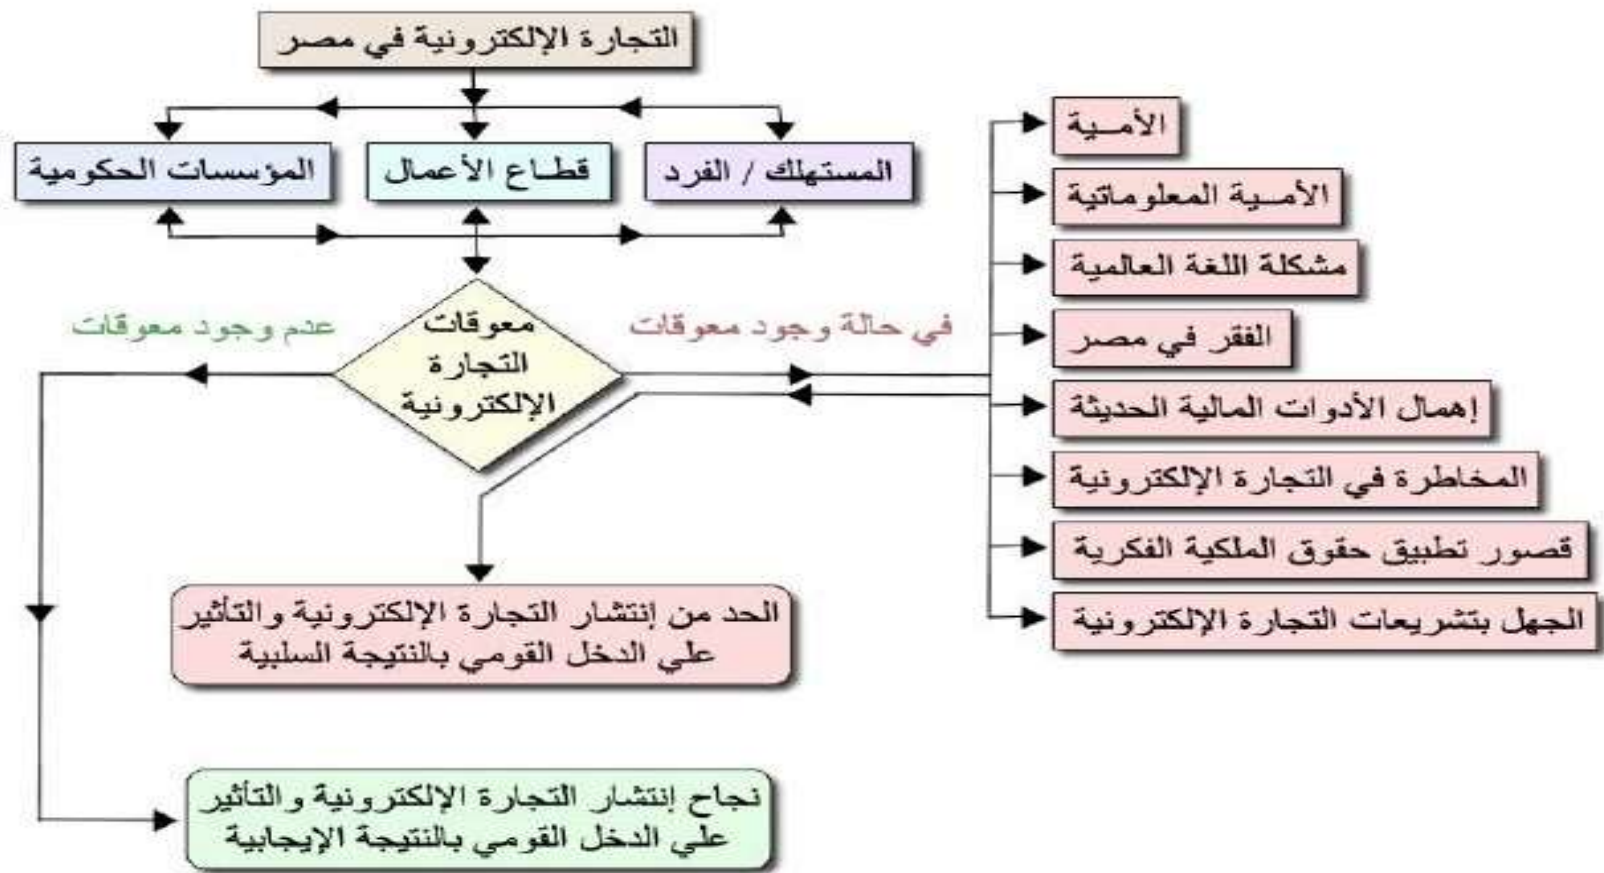 التجارة الإلكترونية في مصر
المستهلك / الفرد
قطاع الأعمال
المؤسسات الحكومية
معوقات
التجارة
الإلكترونية
في حالة وجود معوقات
عدم وجود معوقات
الأمية
الأمية المعلوماتية
مشكلة اللغة العالمية
الفقر في مصر
إهمال الأدوات المالية الحديثة
المخاطرة في التجارة الإلكترونية
قصور تطبيق حقوق الملكية الفكرية
الجهل بتشريعات التجارة الإلكترونية
الحد من إنتشار التجارة الإلكترونية والتأثير
علي الدخل القومي بالنتيجة السلبية
نجاح إنتشار التجارة الإلكترونية والتأثير
علي الدخل القومي بالنتيجة الإيجابية